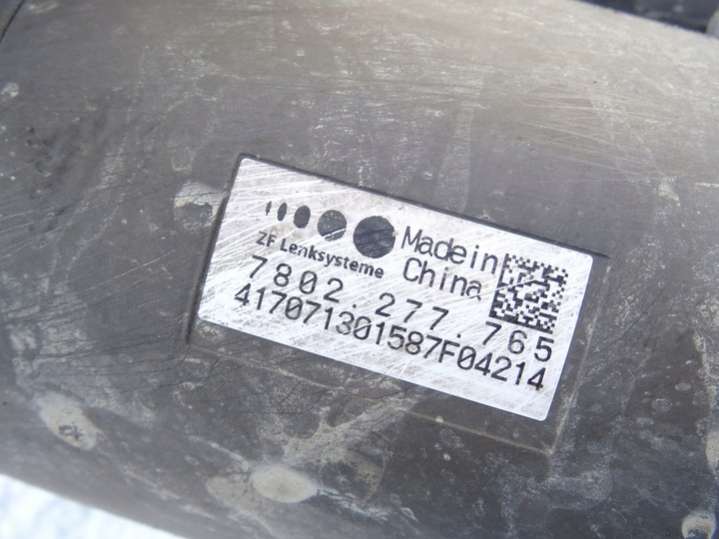 ZF Lenksysteme
Made in
China
7802.277.765
417071301587F04214